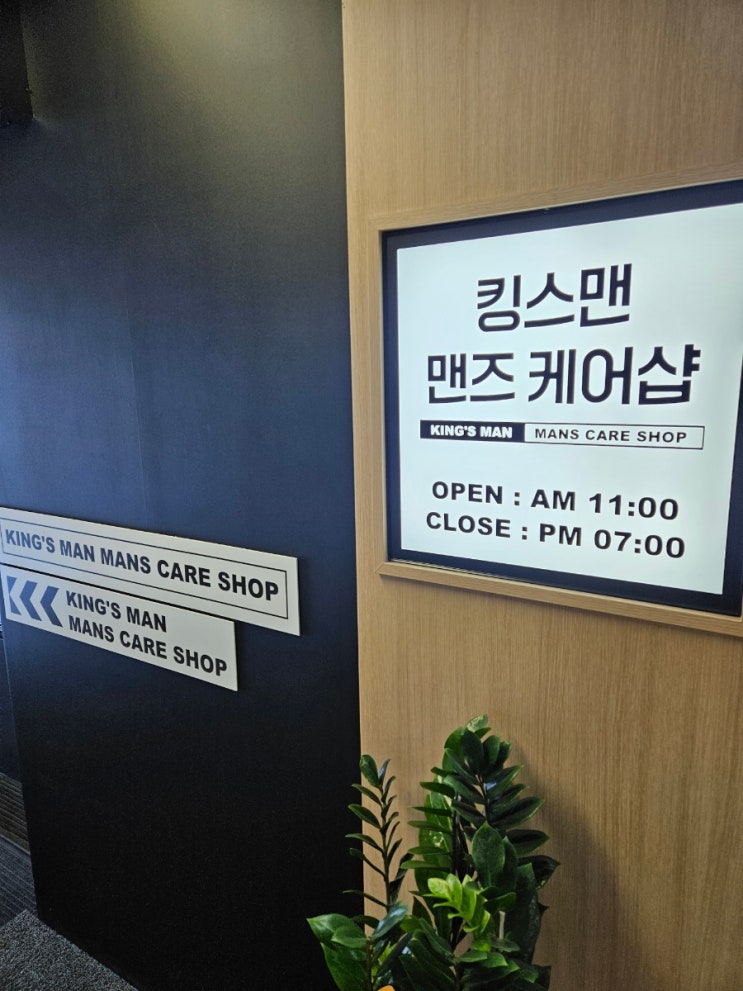 킹스맨
맨즈 케어샵
KING'S MAN MANS CARE SHOP
OPEN : AM 11:00
CLOSE : PM 07:00
KING'S MAN MANS CARE SHOP
KING'S MAN
MANS CARE SHOP